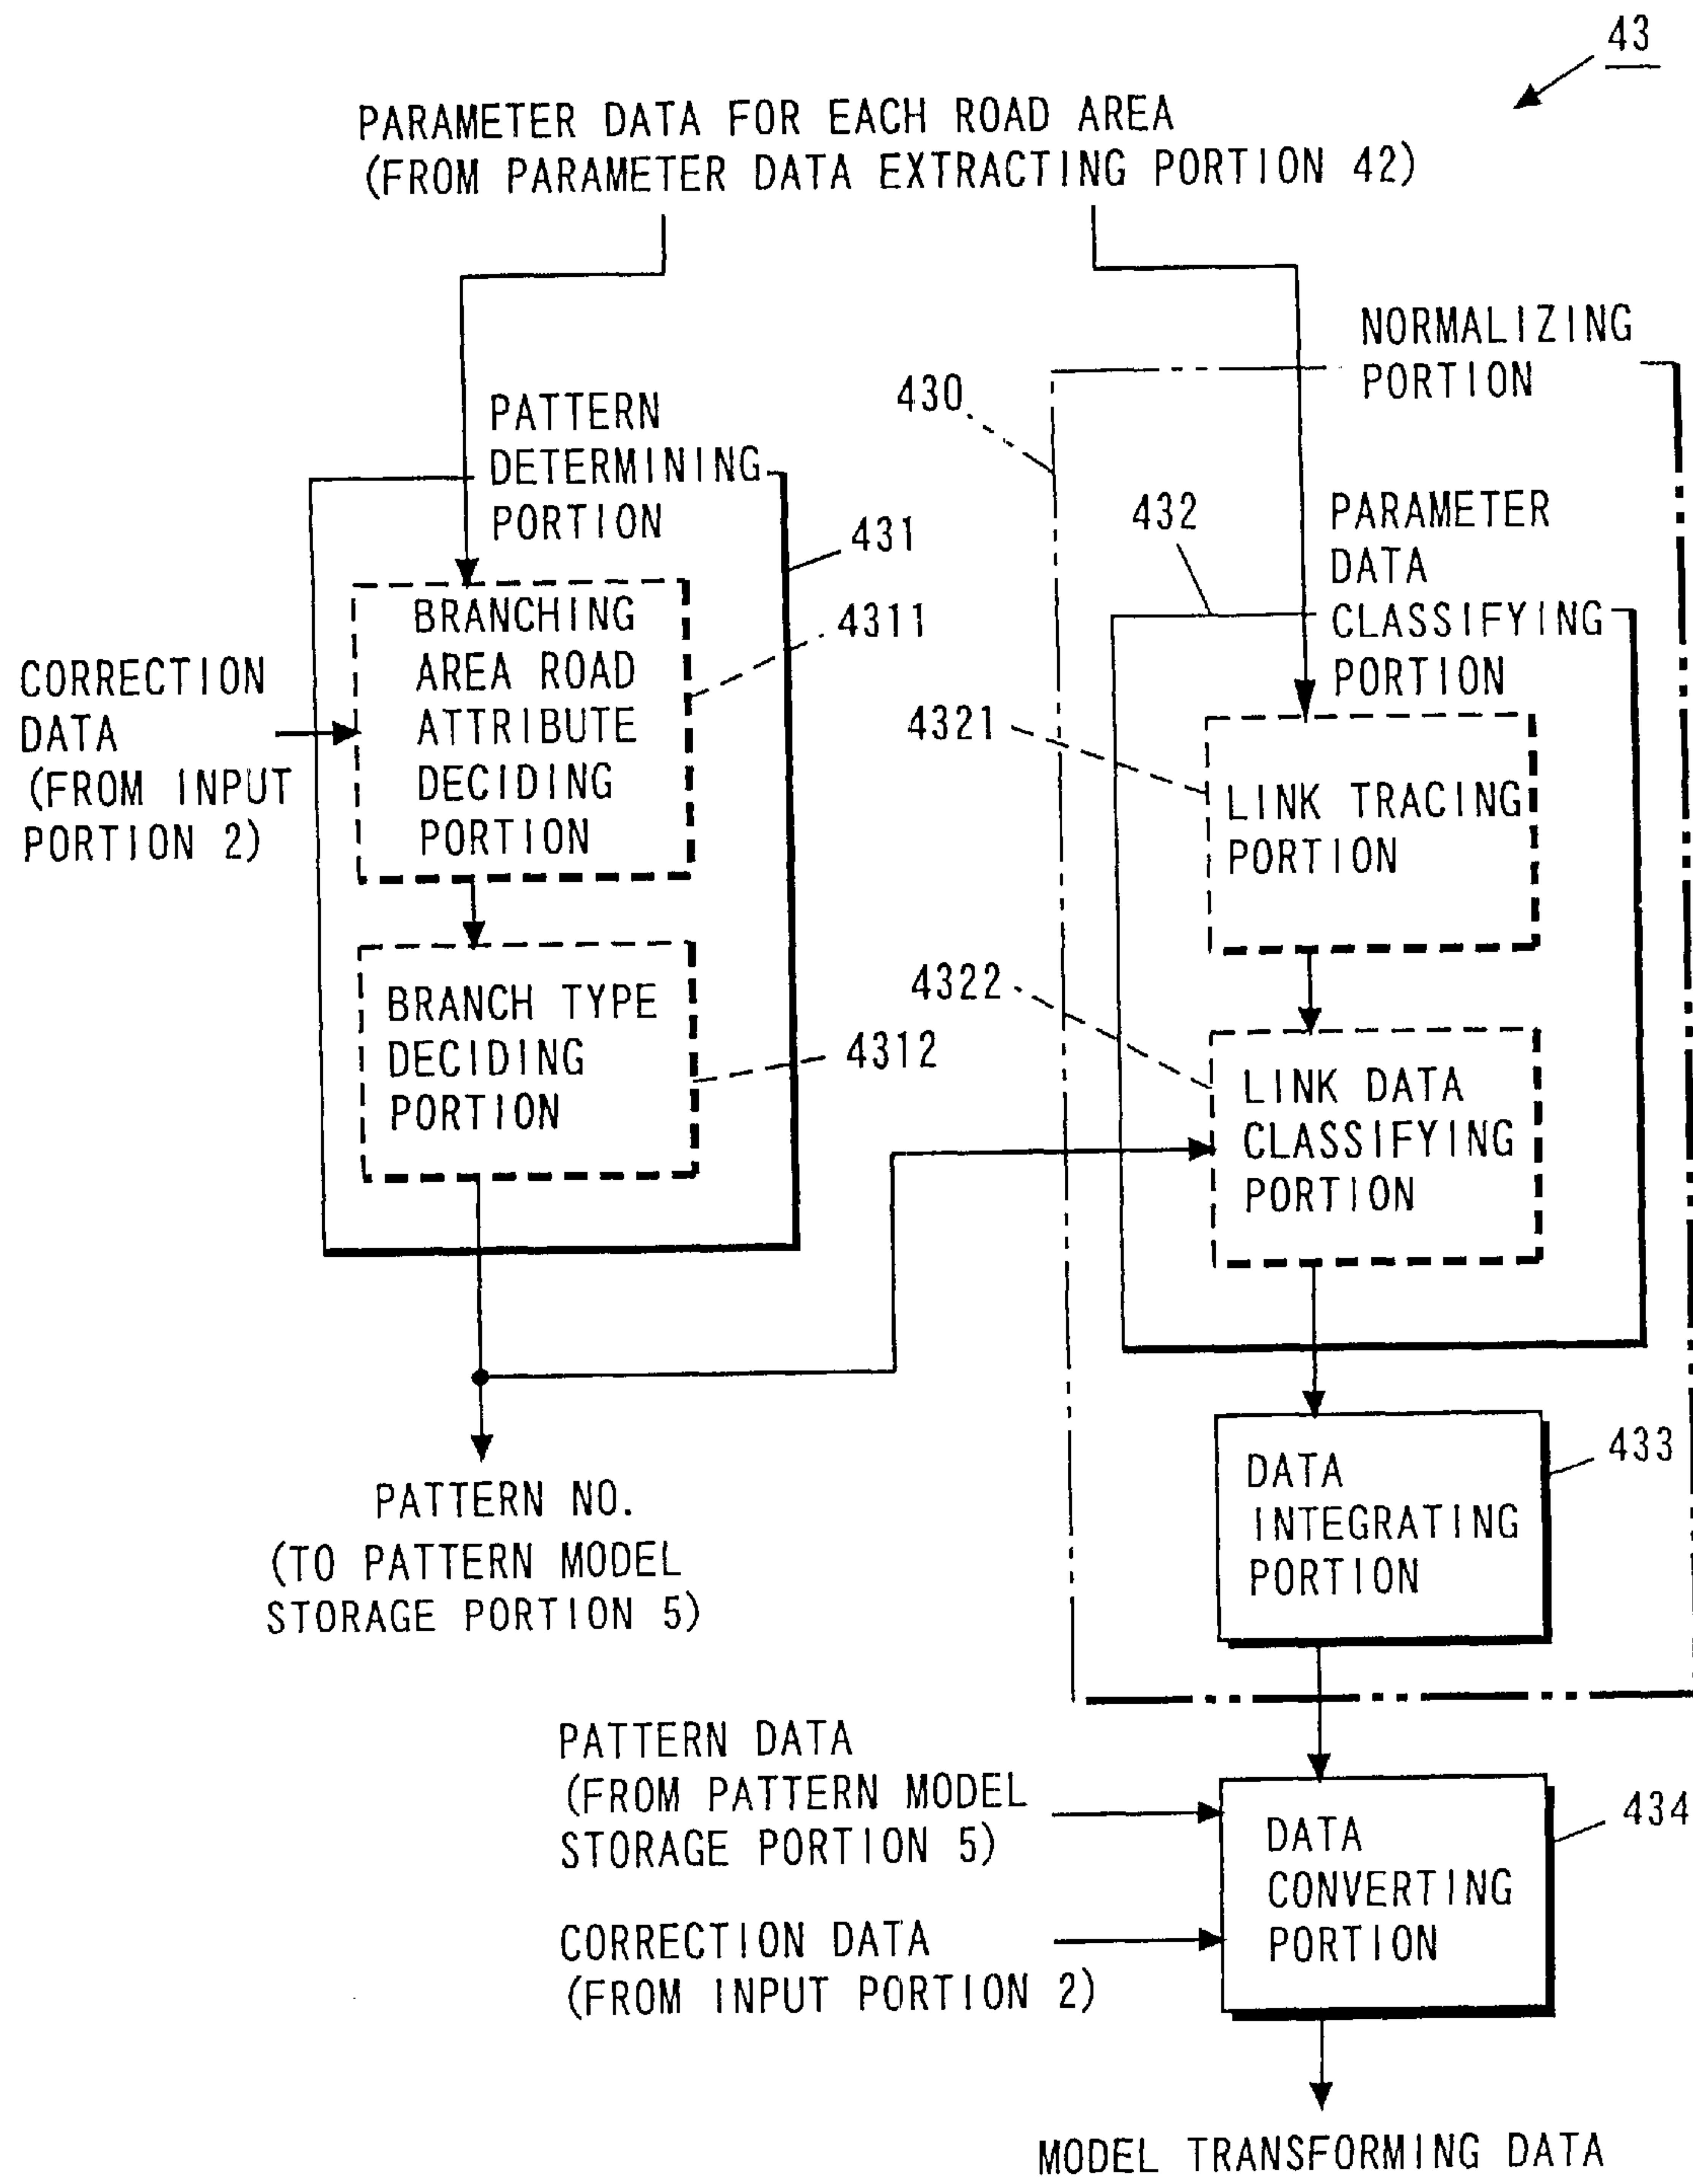 43
PARAMETER DATA FOR EACH ROAD AREA
(FROM PARAMETER DATA EXTRACTING PORTION 42)
NORMALIZING
PORTION
430
PATTERN
DETERMINING
PORTION
431
432
PARAMETER
DATA
CLASSIFYING
PORTION
CORRECTION
DATA
(FROM INPUT
PORTION 2)
BRANCHING
AREA ROAD
ATTRIBUTE
DECIDING
PORTION
4311
4321
LINK TRACING
PORTION
BRANCH TYPE
DECIDING
PORTION
4312
4322
LINK DATA
CLASSIFYING
PORTION
PATTERN NO.
(TO PATTERN MODEL
STORAGE PORTION 5)
DATA
INTEGRATING
PORTION
433
PATTERN DATA
(FROM PATTERN MODEL
STORAGE PORTION 5)
CORRECTION DATA
(FROM INPUT PORTION 2)
DATA
CONVERTING
PORTION
434
MODEL TRANSFORMING DATA